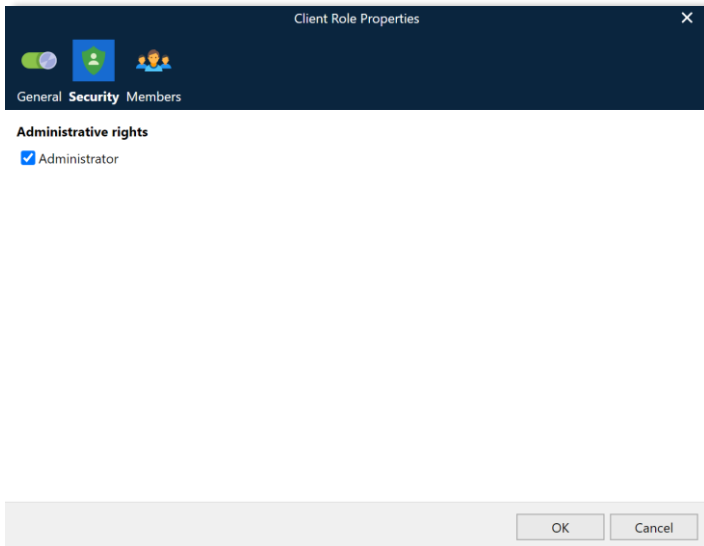 Client Role Properties
General Security Members
Administrative rights
Administrator
OK Cancel